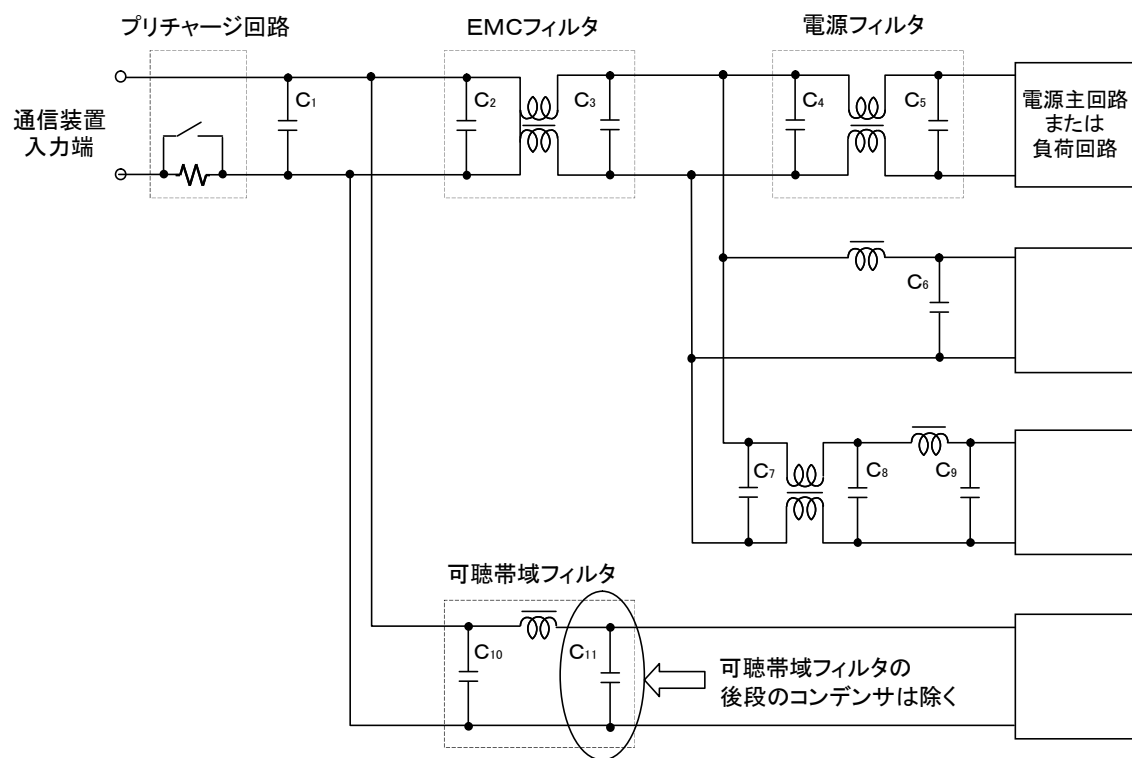 プリチャージ回路
EMCフィルタ
電源フィルタ
通信装置
入力端
C1
C2
C3
C4
C5
電源主回路
または
負荷回路
C6
C7
C8
C9
可聴帯域フィルタ
C10
C11
可聴帯域フィルタの
後段のコンデンサは除く